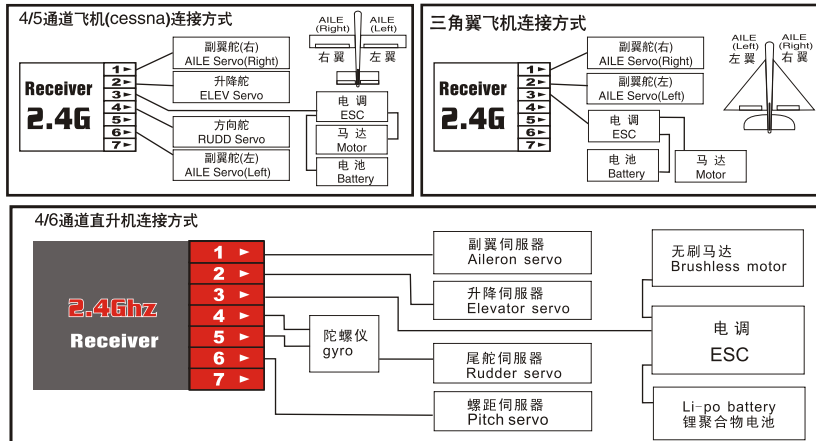 4/5通道飞机(cessna)连接方式
Receiver
2.4G
1
2
3
4
5
6
7
副翼舵(右)
AILE Servo(Right)
升降舵
ELEV Servo
电 调
ESC
方向舵
RUDD Servo
马 达
Motor
副翼舵(左)
AILE Servo(Left)
电 池
Battery
AILE
(Right)
右 翼
AILE
(Left)
左 翼
三角翼飞机连接方式
Receiver
2.4G
1
2
3
4
5
6
7
副翼舵(右)
AILE Servo(Right)
副翼舵(左)
AILE Servo(Left)
电 调
ESC
电 池
Battery
马 达
Motor
AILE
(Left)
左 翼
AILE
(Right)
右 翼
4/6通道直升机连接方式
2.4Ghz
Receiver
1
2
3
4
5
6
7
副翼伺服器
Aileron servo
升降伺服器
Elevator servo
陀螺仪
gyro
尾舵伺服器
Rudder servo
螺距伺服器
Pitch servo
无刷马达
Brushless motor
电 调
ESC
Li-po battery
锂聚合物电池